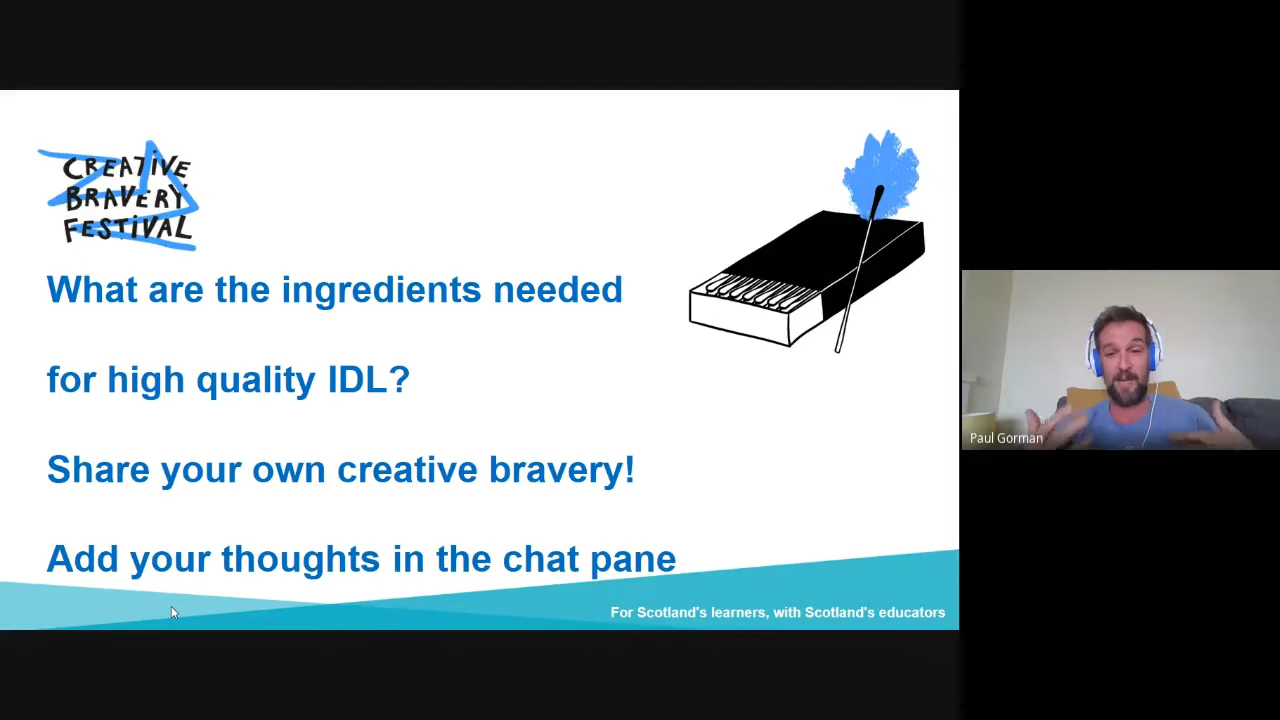 CREATIVE
BRAVERY
FESTIVAL
What are the ingredients needed
for high quality IDL?
Share your own creative bravery!
Add your thoughts in the chat pane
For Scotland's learners, with Scotland's educators
Paul Gorman